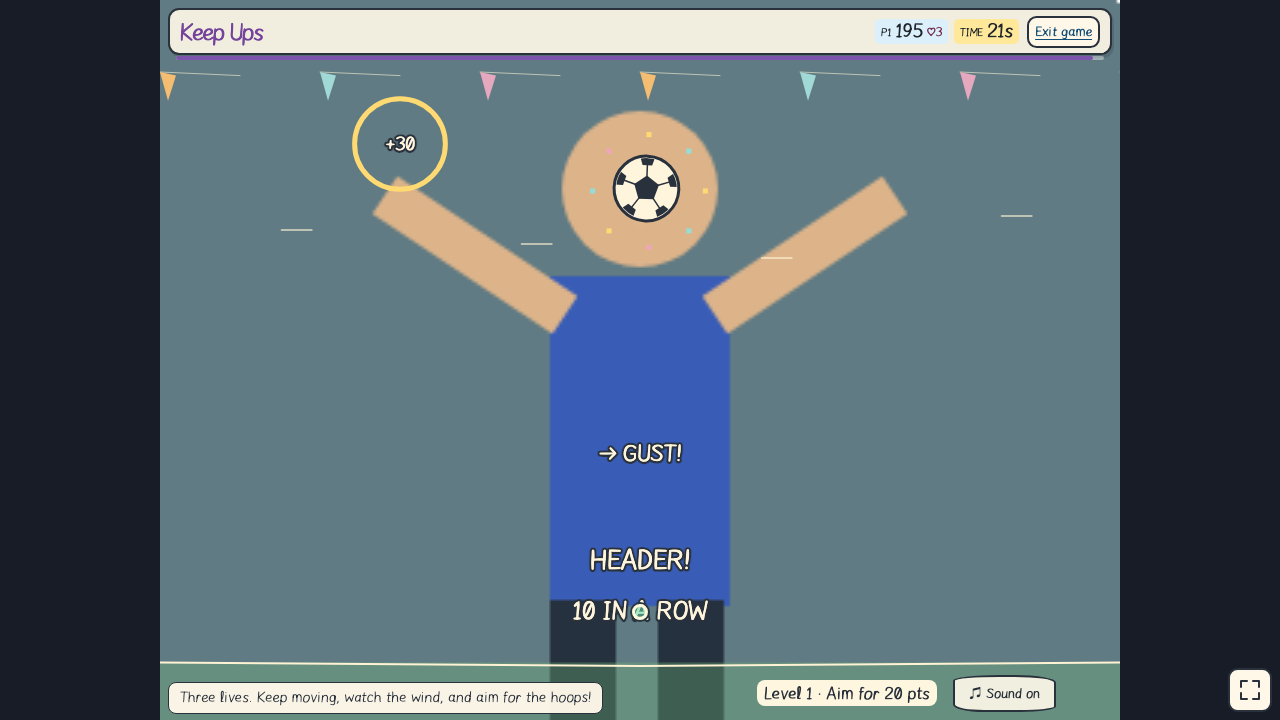 Keep Ups
P1 195 ♡3
TIME 21s
Exit game
+30
→ GUST!
HEADER!
10 IN A ROW
Three lives. Keep moving, watch the wind, and aim for the hoops!
Level 1 · Aim for 20 pts
♫ Sound on